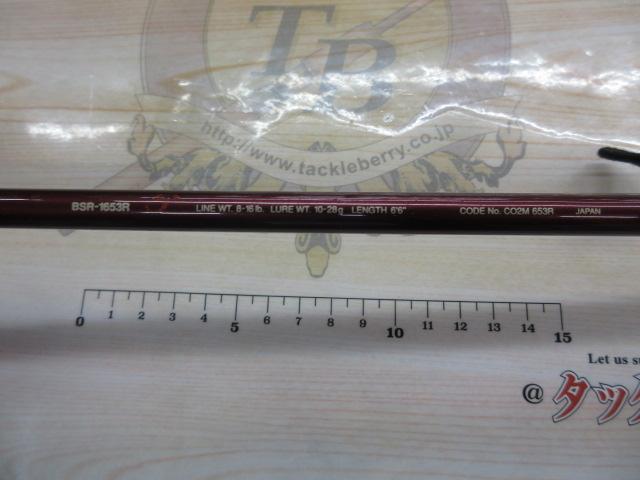 TB
http://www.tackleberry.co.jp
BSR-1653R LINE WT. 8-16 lb. LURE WT. 10-28g LENGTH 6'6" CODE No. CO2M 653R JAPAN
0 1 2 3 4 5 6 7 8 9 10 11 12 13 14 15
Let us su
@ タック